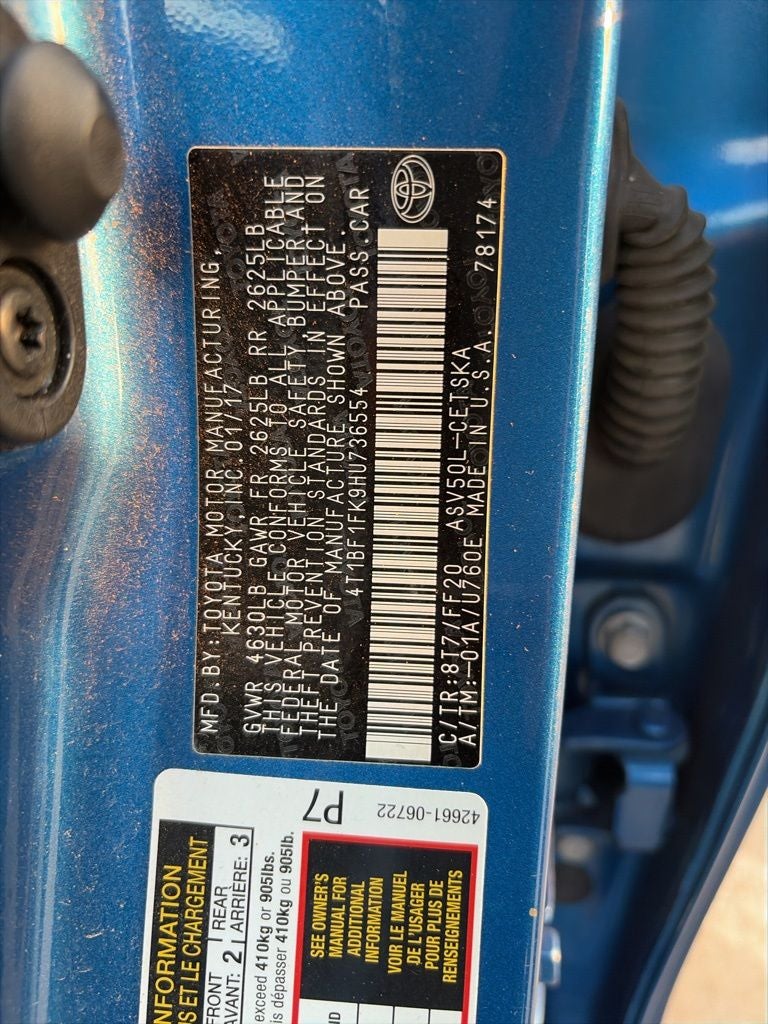 MFD. BY: TOYOTA MOTOR MANUFACTURING,
KENTUCKY, INC. 01/17
GVWR 4630LB GAWR FR 2625LB RR 2625LB
THIS VEHICLE CONFORMS TO ALL APPLICABLE
FEDERAL MOTOR VEHICLE SAFETY, BUMPER, AND
THEFT PREVENTION STANDARDS IN EFFECT ON
THE DATE OF MANUFACTURE SHOWN ABOVE.
4T1BF1FK9HU736554 PASS.CAR
C/TR:8T7/FF20 ASV50L-CETSKA
A/TM:-01A/U760E MADE IN U.S.A. 78174
P7
42661-06722
INFORMATION
S ET LE CHARGEMENT
FRONT
AVANT: 2
REAR
ARRIÈRE: 3
exceed 410kg or 905lbs.
is dépasser 410kg ou 905lb.
SEE OWNER'S
MANUAL FOR
ADDITIONAL
INFORMATION
VOIR LE MANUEL
DE L'USAGER
POUR PLUS DE
RENSEIGNEMENTS